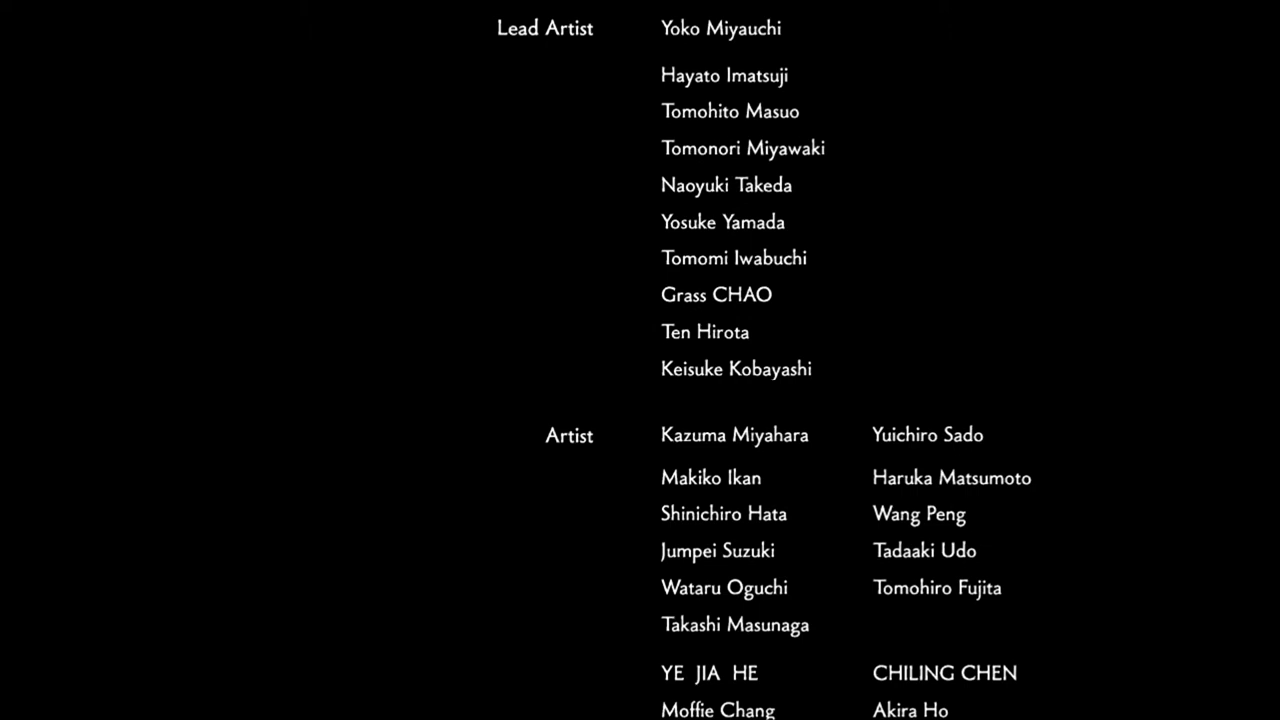 Lead Artist Yoko Miyauchi
Hayato Imatsuji
Tomohito Masuo
Tomonori Miyawaki
Naoyuki Takeda
Yosuke Yamada
Tomomi Iwabuchi
Grass CHAO
Ten Hirota
Keisuke Kobayashi
Artist Kazuma Miyahara Yuichiro Sado
Makiko Ikan Haruka Matsumoto
Shinichiro Hata Wang Peng
Jumpei Suzuki Tadaaki Udo
Wataru Oguchi Tomohiro Fujita
Takashi Masunaga
YE JIA HE CHILING CHEN
Moffie Chang Akira Ho